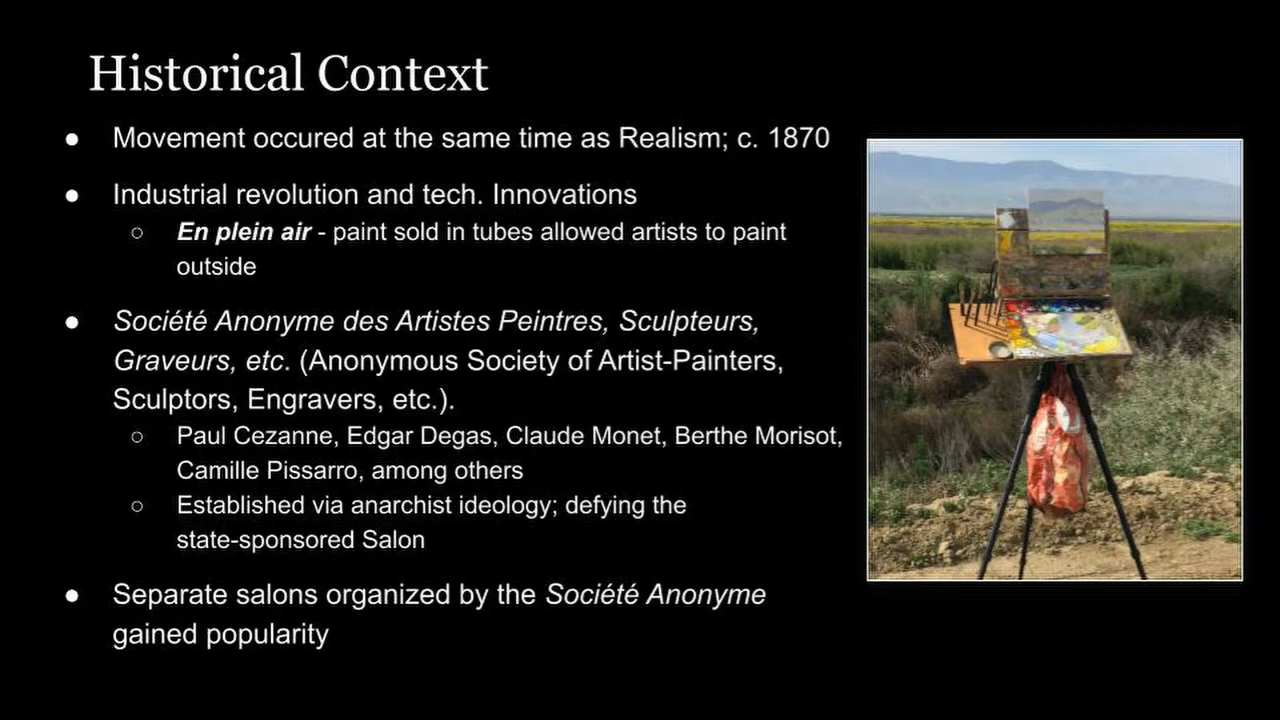 Historical Context
● Movement occured at the same time as Realism; c. 1870
● Industrial revolution and tech. Innovations
○ En plein air - paint sold in tubes allowed artists to paint
outside
● Société Anonyme des Artistes Peintres, Sculpteurs,
Graveurs, etc. (Anonymous Society of Artist-Painters,
Sculptors, Engravers, etc.).
○ Paul Cezanne, Edgar Degas, Claude Monet, Berthe Morisot,
Camille Pissarro, among others
○ Established via anarchist ideology; defying the
state-sponsored Salon
● Separate salons organized by the Société Anonyme
gained popularity